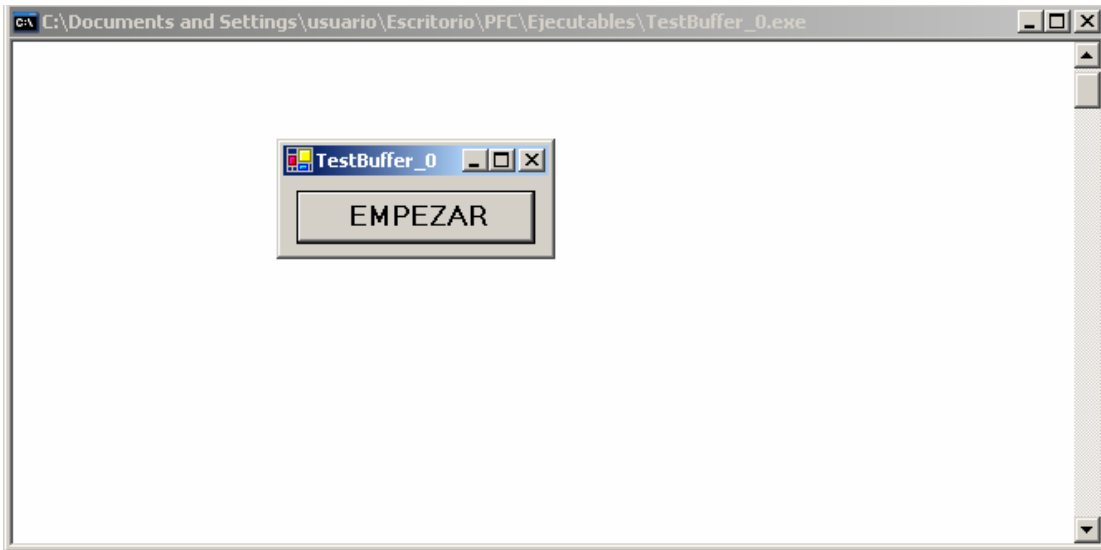 C:\Documents and Settings\usuario\Escritorio\PFC\Ejecutables\TestBuffer_0.exe
TestBuffer_0
EMPEZAR